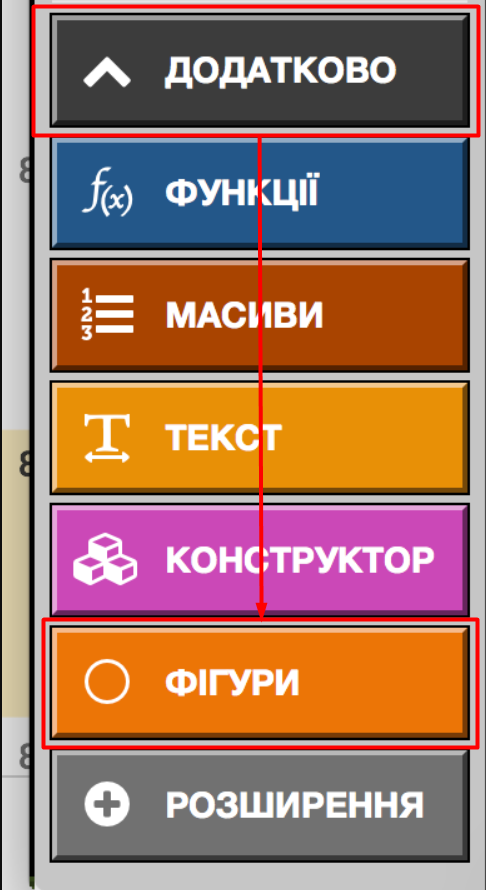 ДОДАТКОВО
f(x) ФУНКЦІЇ
1
2
3
МАСИВИ
T ТЕКСТ
КОНСТРУКТОР
ФІГУРИ
РОЗШИРЕННЯ